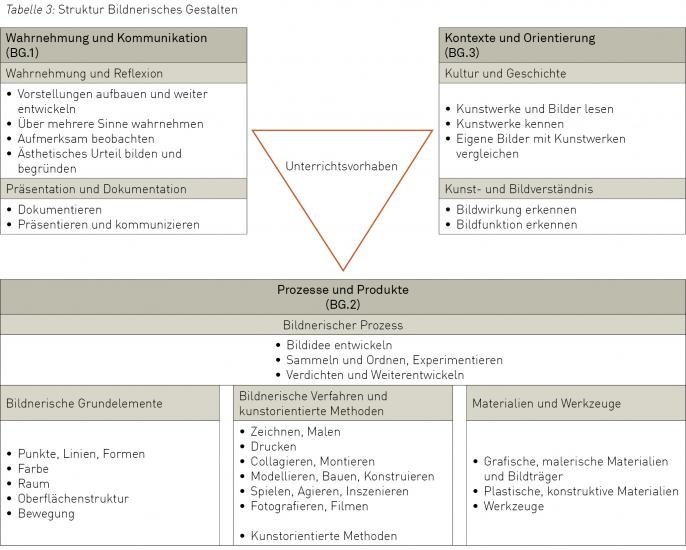 Tabelle 3: Struktur Bildnerisches Gestalten
Wahrnehmung und Kommunikation
(BG.1)
Wahrnehmung und Reflexion
• Vorstellungen aufbauen und weiter
entwickeln
• Über mehrere Sinne wahrnehmen
• Aufmerksam beobachten
• Ästhetisches Urteil bilden und
begründen
Präsentation und Dokumentation
• Dokumentieren
• Präsentieren und kommunizieren
Unterrichtsvorhaben
Kontexte und Orientierung
(BG.3)
Kultur und Geschichte
• Kunstwerke und Bilder lesen
• Kunstwerke kennen
• Eigene Bilder mit Kunstwerken
vergleichen
Kunst- und Bildverständnis
• Bildwirkung erkennen
• Bildfunktion erkennen
Prozesse und Produkte
(BG.2)
Bildnerischer Prozess
• Bildidee entwickeln
• Sammeln und Ordnen, Experimentieren
• Verdichten und Weiterentwickeln
Bildnerische Grundelemente
• Punkte, Linien, Formen
• Farbe
• Raum
• Oberflächenstruktur
• Bewegung
Bildnerische Verfahren und
kunstorientierte Methoden
• Zeichnen, Malen
• Drucken
• Collagieren, Montieren
• Modellieren, Bauen, Konstruieren
• Spielen, Agieren, Inszenieren
• Fotografieren, Filmen
• Kunstorientierte Methoden
Materialien und Werkzeuge
• Grafische, malerische Materialien
und Bildträger
• Plastische, konstruktive Materialien
• Werkzeuge